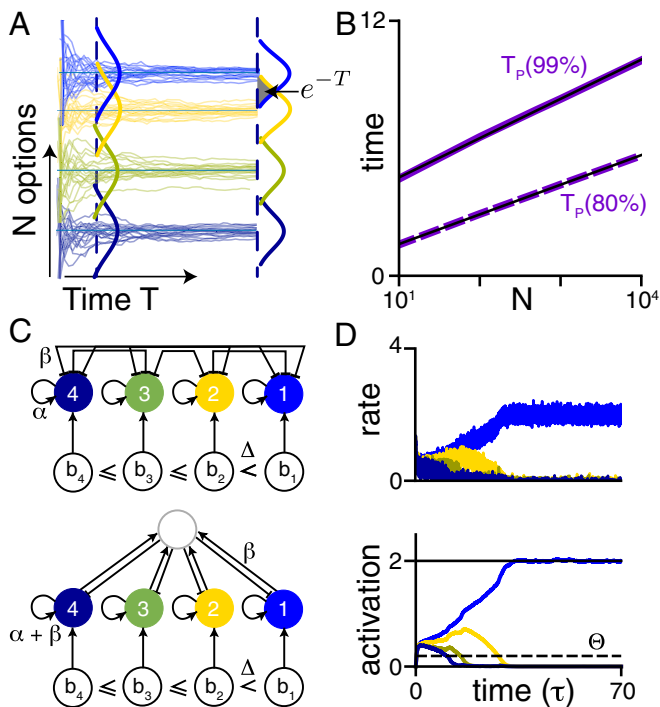 A
N options
Time T
e^{-T}
B
12
time
0
T_P(99%)
T_P(80%)
10^1
N
10^4
C
β
α
4
3
2
1
b_4 ≤ b_3 ≤ b_2 <^Δ b_1
β
α + β
4
3
2
1
b_4 ≤ b_3 ≤ b_2 <^Δ b_1
D
4
rate
0
2
activation
Θ
0
0
time (τ)
70